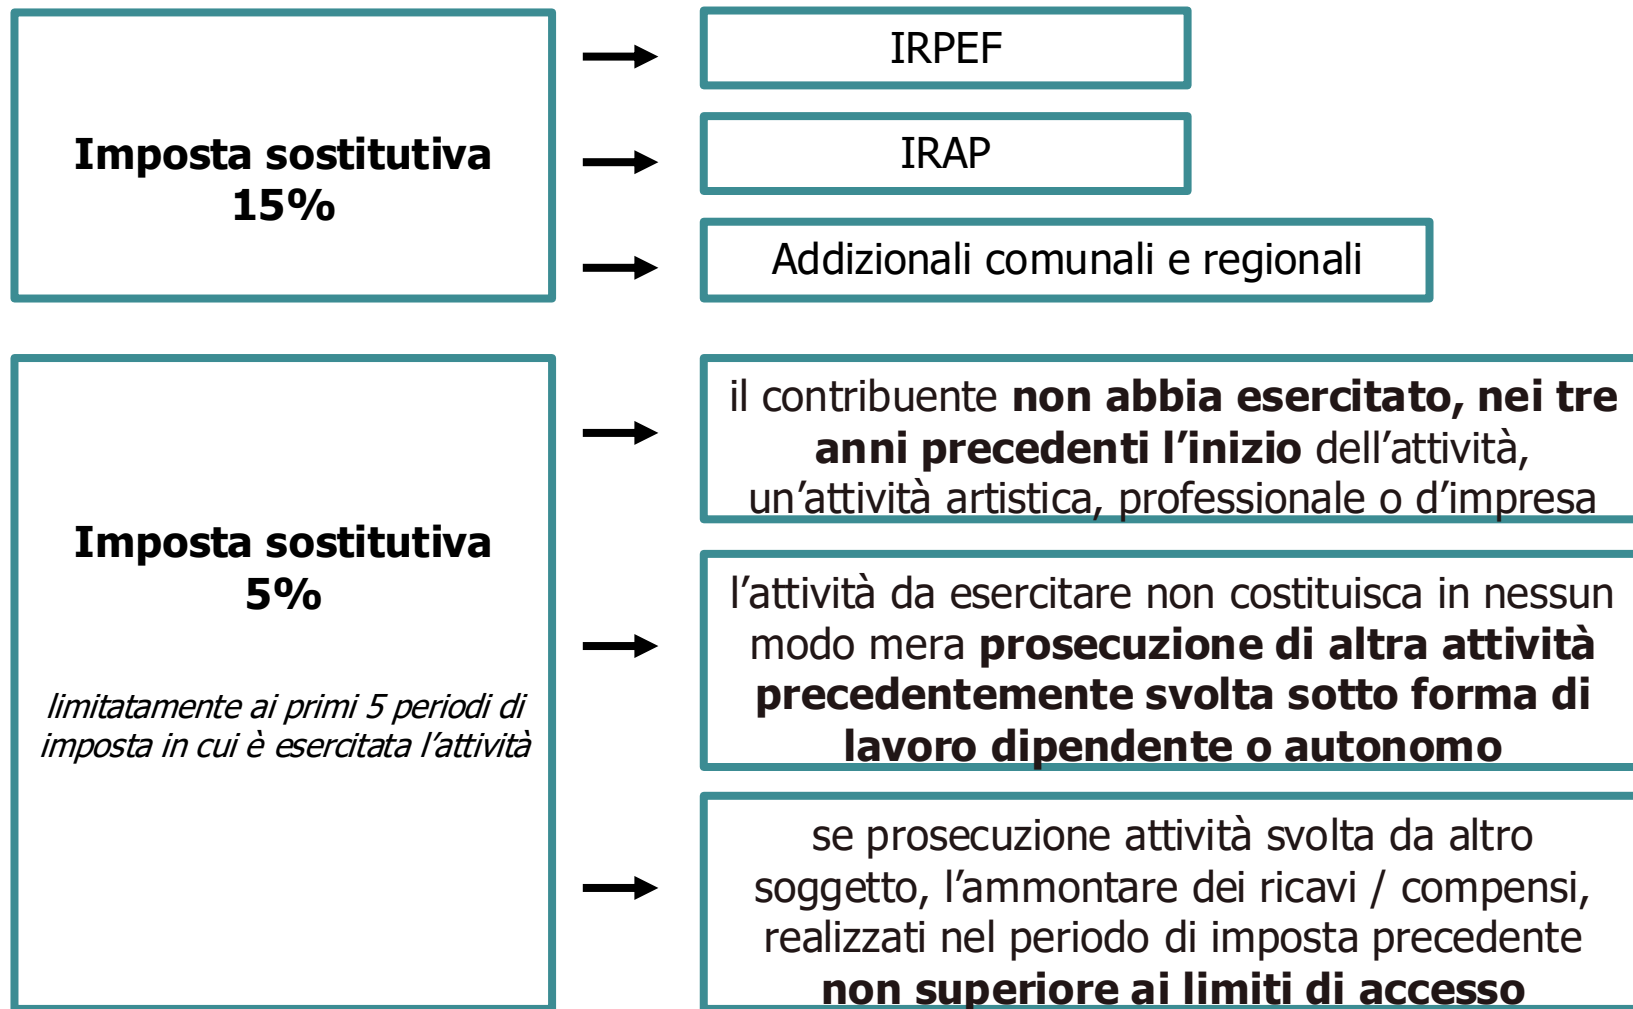 Imposta sostitutiva
15%
IRPEF
IRAP
Addizionali comunali e regionali
Imposta sostitutiva
5%
limitatamente ai primi 5 periodi di
imposta in cui è esercitata l’attività
il contribuente non abbia esercitato, nei tre
anni precedenti l’inizio dell’attività,
un’attività artistica, professionale o d’impresa
l’attività da esercitare non costituisca in nessun
modo mera prosecuzione di altra attività
precedentemente svolta sotto forma di
lavoro dipendente o autonomo
se prosecuzione attività svolta da altro
soggetto, l’ammontare dei ricavi / compensi,
realizzati nel periodo di imposta precedente
non superiore ai limiti di accesso